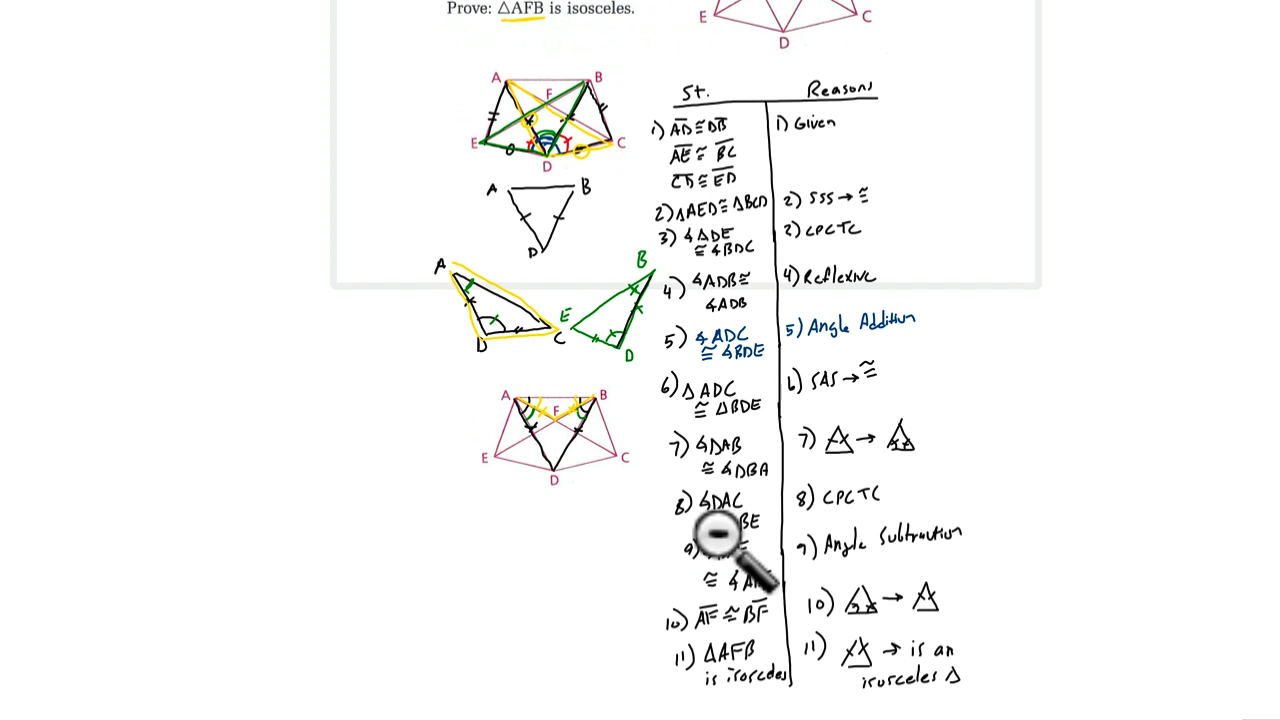 Prove: △AFB is isosceles.
E
C
D
A
B
F
E
C
D
A
B
D
A
D
C
B
E
D
A
B
F
E
C
D
St.
Reasons
1) AD ≅ DB
1) Given
AE ≅ BC
CD ≅ ED
2) △AED ≅ △BCD
2) SSS → ≅
3) ∡ADE
≅ ∡BDC
3) CPCTC
4) ∡ADB ≅
∡ADB
4) Reflexive
5) ∡ADC
≅ ∡BDE
5) Angle Addition
6) △ADC
≅ △BDE
6) SAS → ≅
7) ∡DAB
≅ ∡DBA
7) △ → △
8) ∡DAC
BE
8) CPCTC
9)
≅ ∡A
9) Angle Subtraction
10) AF ≅ BF
10) △ → △
11) △AFB
is isosceles
11) △ → is an
isosceles △